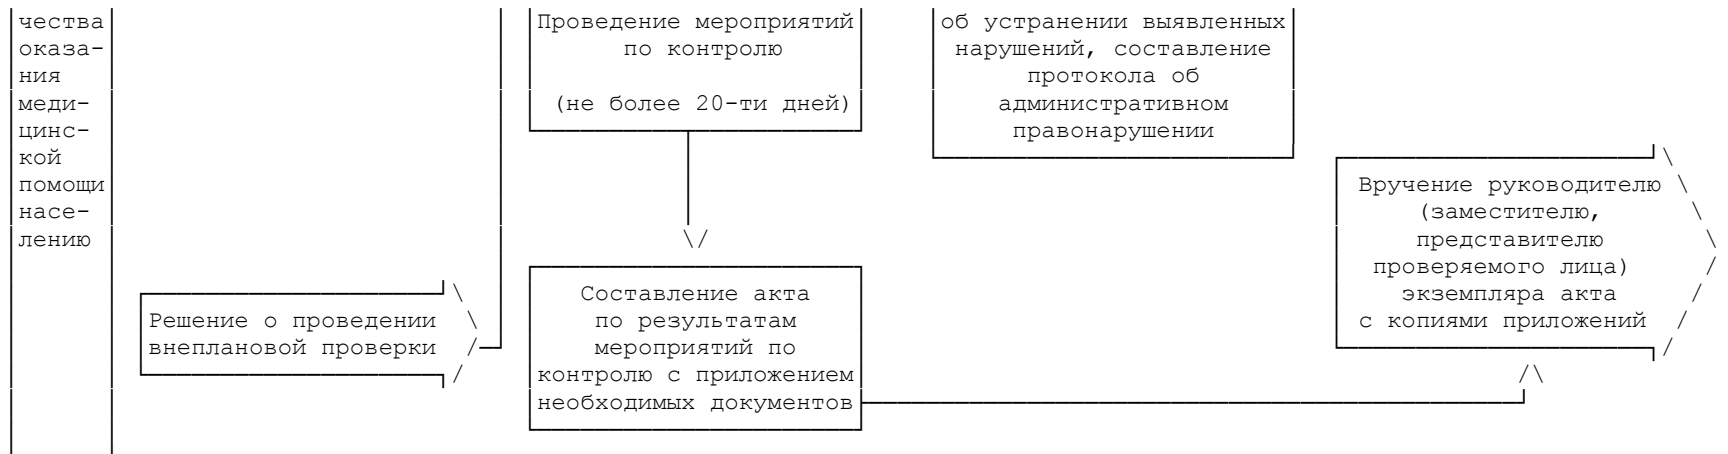 чества
оказа-
ния
меди-
цинс-
кой
помощи
насе-
лению
Проведение мероприятий
по контролю
(не более 20-ти дней)
об устранении выявленных
нарушений, составление
протокола об
административном
правонарушении
Вручение руководителю
(заместителю,
представителю
проверяемого лица)
экземпляра акта
с копиями приложений
Решение о проведении
внеплановой проверки
Составление акта
по результатам
мероприятий по
контролю с приложением
необходимых документов